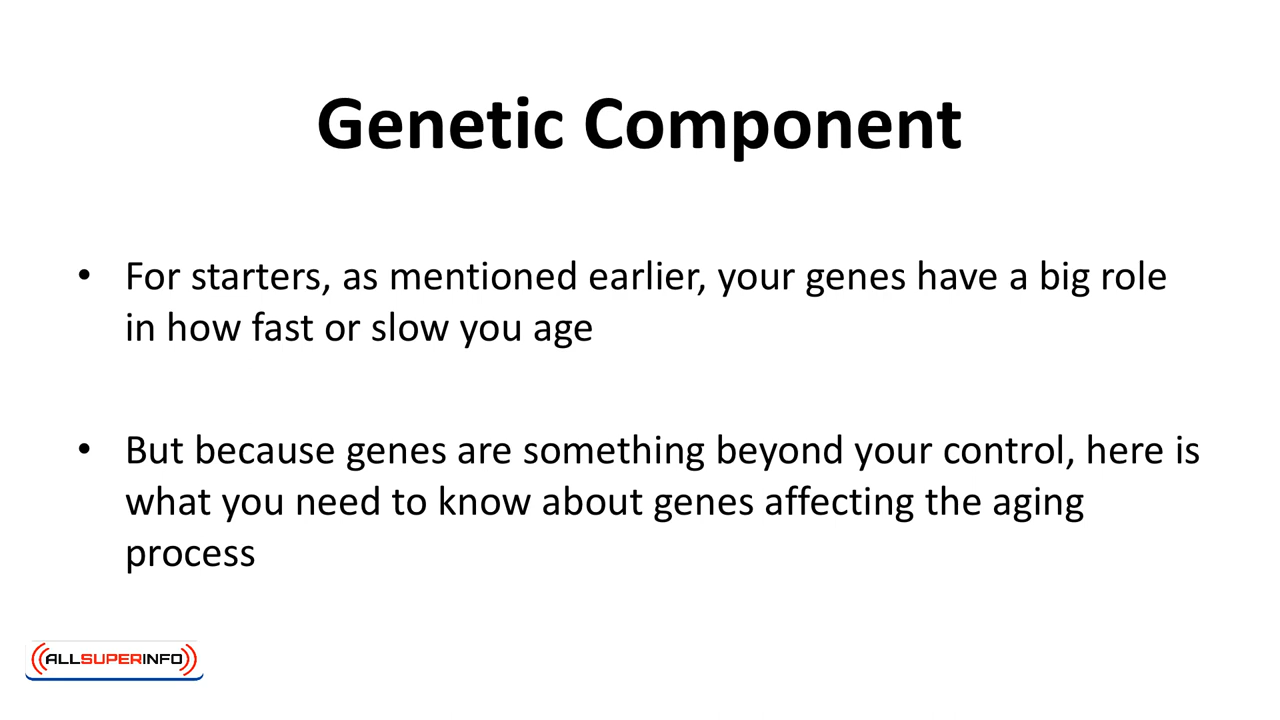 Genetic Component
• For starters, as mentioned earlier, your genes have a big role
in how fast or slow you age
• But because genes are something beyond your control, here is
what you need to know about genes affecting the aging
process
ALLSUPERINFO